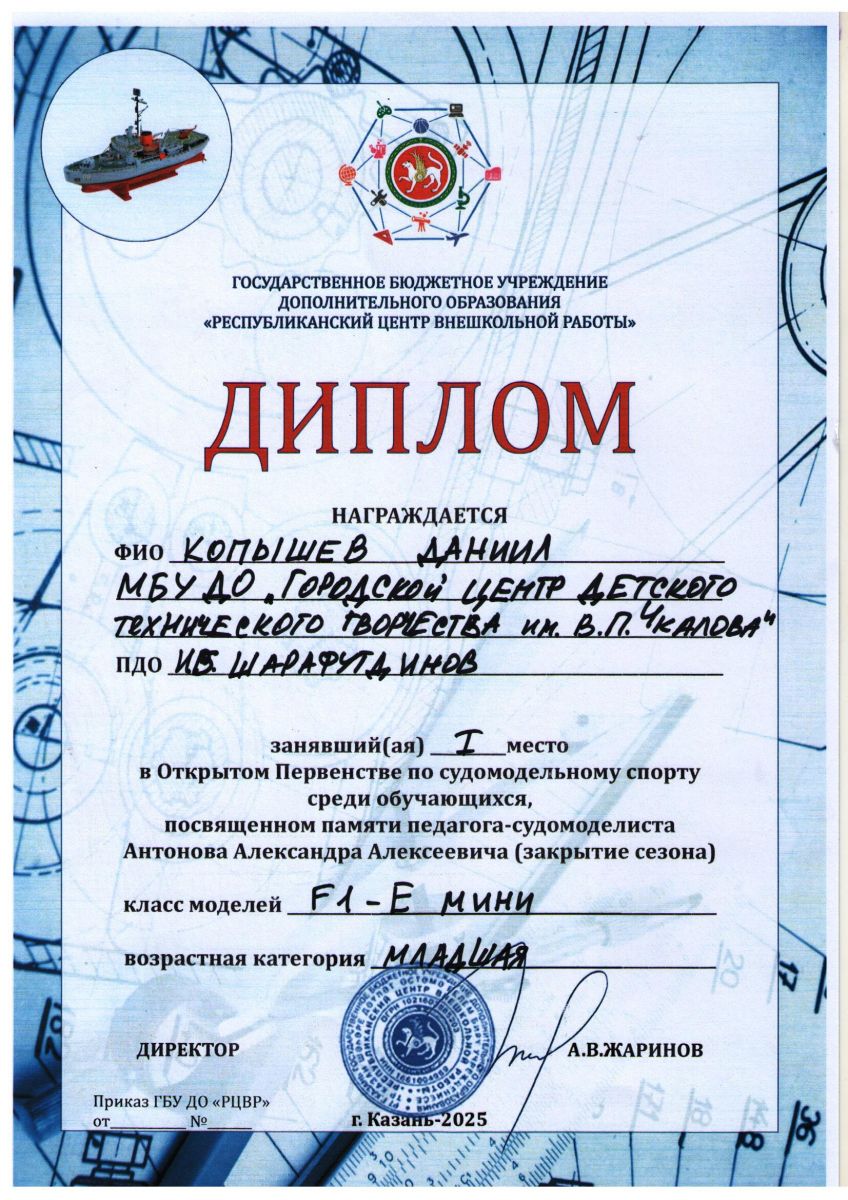 ГОСУДАРСТВЕННОЕ БЮДЖЕТНОЕ УЧРЕЖДЕНИЕ
ДОПОЛНИТЕЛЬНОГО ОБРАЗОВАНИЯ
«РЕСПУБЛИКАНСКИЙ ЦЕНТР ВНЕШКОЛЬНОЙ РАБОТЫ»
ДИПЛОМ
НАГРАЖДАЕТСЯ
ФИО КОПЫШЕВ ДАНИИЛ
МБУ ДО „ГОРОДСКОЙ ЦЕНТР ДЕТСКОГО
ТЕХНИЧЕСКОГО ТВОРЧЕСТВА им. В.П. ЧКАЛОВА"
ПДО И.В. ШАРАФУТДИНОВ
занявший(ая) I место
в Открытом Первенстве по судомодельному спорту
среди обучающихся,
посвященном памяти педагога-судомоделиста
Антонова Александра Алексеевича (закрытие сезона)
класс моделей F1-E МИНИ
возрастная категория МЛАДШАЯ
ДИРЕКТОР А.В.ЖАРИНОВ
Приказ ГБУ ДО «РЦВР»
от__________ №______
г. Казань-2025